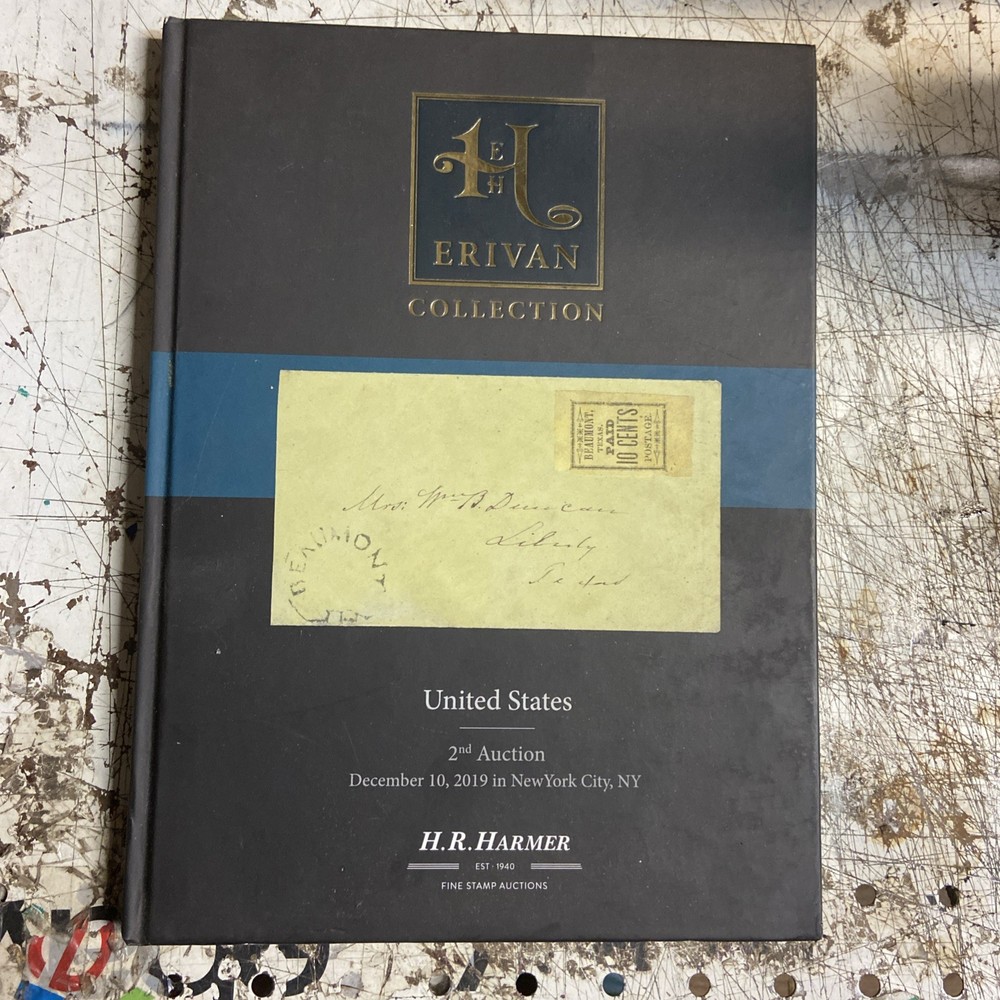 E
H
H
ERIVAN
COLLECTION
BEAUMONT,
TEXAS.
PAID
10 CENTS
POSTAGE.
Mrs: Wm B. Duncan
Liberty
Texas
BEAUMONT
United States
2nd Auction
December 10, 2019 in NewYork City, NY
H.R.HARMER
EST · 1940
FINE STAMP AUCTIONS